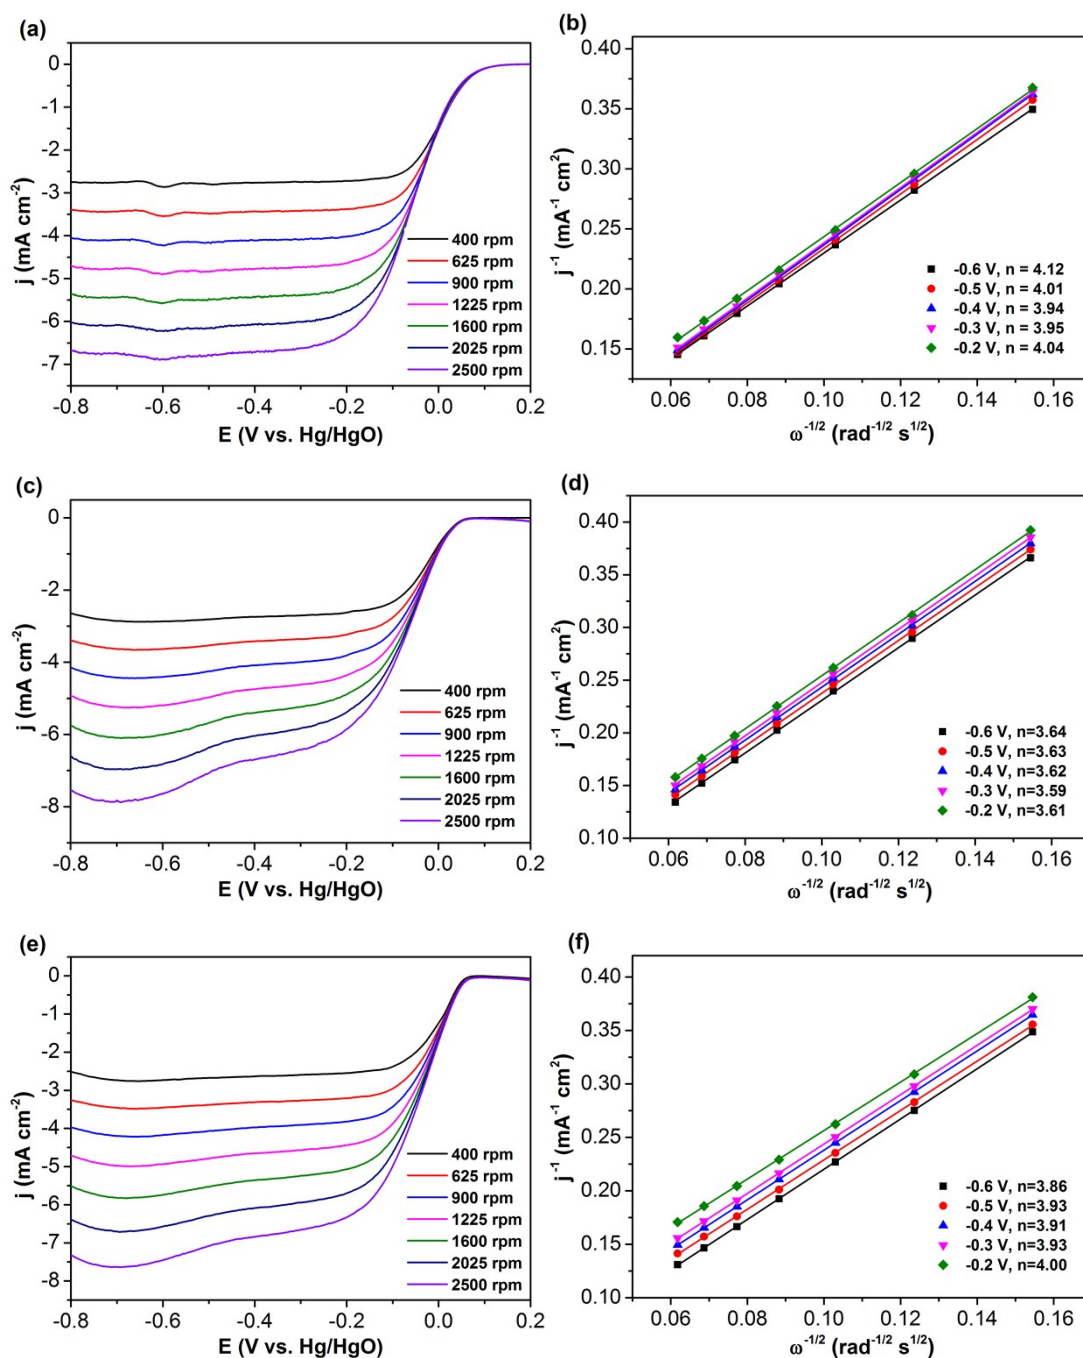 (a)
0
-1
-2
-3
-4
-5
-6
-7
j (mA cm⁻²)
400 rpm
625 rpm
900 rpm
1225 rpm
1600 rpm
2025 rpm
2500 rpm
-0.8 -0.6 -0.4 -0.2 0.0 0.2
E (V vs. Hg/HgO)
(b)
0.40
0.35
0.30
0.25
0.20
0.15
j⁻¹ (mA⁻¹ cm²)
-0.6 V, n = 4.12
-0.5 V, n = 4.01
-0.4 V, n = 3.94
-0.3 V, n = 3.95
-0.2 V, n = 4.04
0.06 0.08 0.10 0.12 0.14 0.16
ω⁻¹/² (rad⁻¹/² s¹/²)
(c)
0
-2
-4
-6
-8
j (mA cm⁻²)
400 rpm
625 rpm
900 rpm
1225 rpm
1600 rpm
2025 rpm
2500 rpm
-0.8 -0.6 -0.4 -0.2 0.0 0.2
E (V vs. Hg/HgO)
(d)
0.40
0.35
0.30
0.25
0.20
0.15
0.10
j⁻¹ (mA⁻¹ cm²)
-0.6 V, n=3.64
-0.5 V, n=3.63
-0.4 V, n=3.62
-0.3 V, n=3.59
-0.2 V, n=3.61
0.06 0.08 0.10 0.12 0.14 0.16
ω⁻¹/² (rad⁻¹/² s¹/²)
(e)
0
-1
-2
-3
-4
-5
-6
-7
-8
j (mA cm⁻²)
400 rpm
625 rpm
900 rpm
1225 rpm
1600 rpm
2025 rpm
2500 rpm
-0.8 -0.6 -0.4 -0.2 0.0 0.2
E (V vs. Hg/HgO)
(f)
0.40
0.35
0.30
0.25
0.20
0.15
0.10
j⁻¹ (mA⁻¹ cm²)
-0.6 V, n=3.86
-0.5 V, n=3.93
-0.4 V, n=3.91
-0.3 V, n=3.93
-0.2 V, n=4.00
0.06 0.08 0.10 0.12 0.14 0.16
ω⁻¹/² (rad⁻¹/² s¹/²)